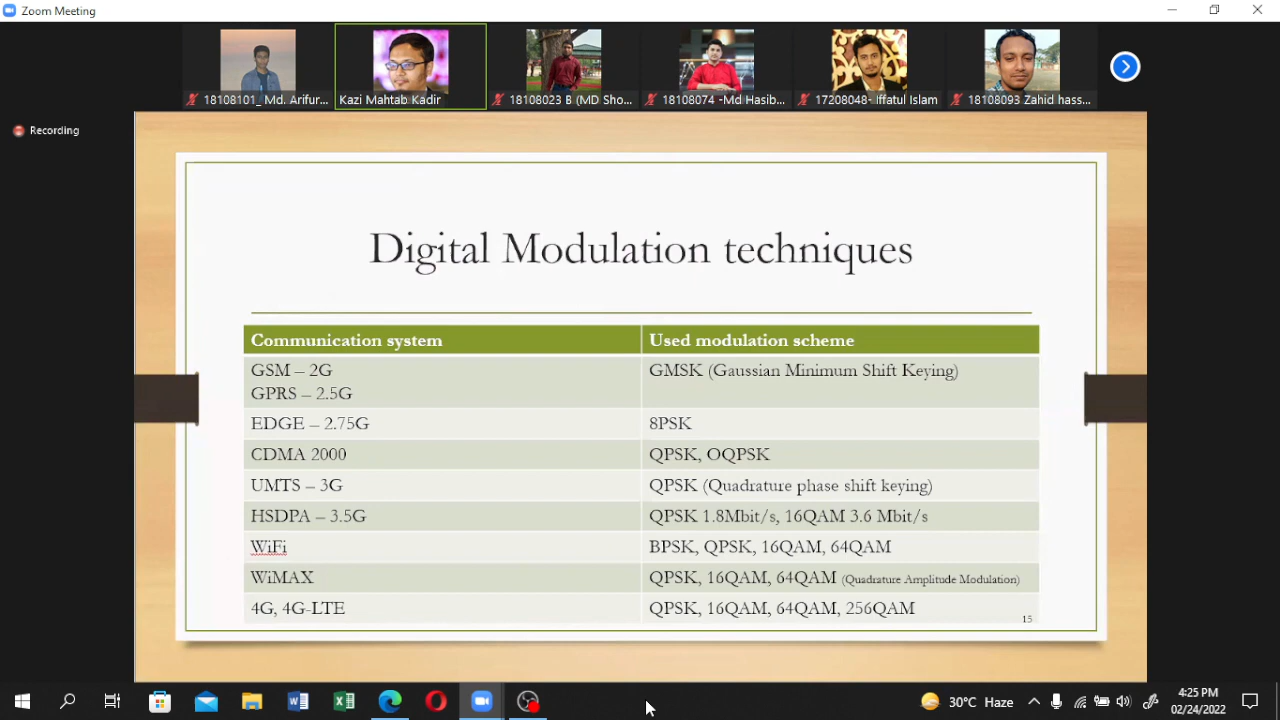 Zoom Meeting
18108101_ Md. Arifur...
Kazi Mahtab Kadir
18108023 B (MD Sho...
18108074 -Md Hasib...
17208048- Iffatul Islam
18108093 Zahid hass...
Recording
Digital Modulation techniques
Communication system Used modulation scheme
GSM – 2G GMSK (Gaussian Minimum Shift Keying)
GPRS – 2.5G
EDGE – 2.75G 8PSK
CDMA 2000 QPSK, OQPSK
UMTS – 3G QPSK (Quadrature phase shift keying)
HSDPA – 3.5G QPSK 1.8Mbit/s, 16QAM 3.6 Mbit/s
WiFi BPSK, QPSK, 16QAM, 64QAM
WiMAX QPSK, 16QAM, 64QAM (Quadrature Amplitude Modulation)
4G, 4G-LTE QPSK, 16QAM, 64QAM, 256QAM
15
30°C Haze
4:25 PM
02/24/2022